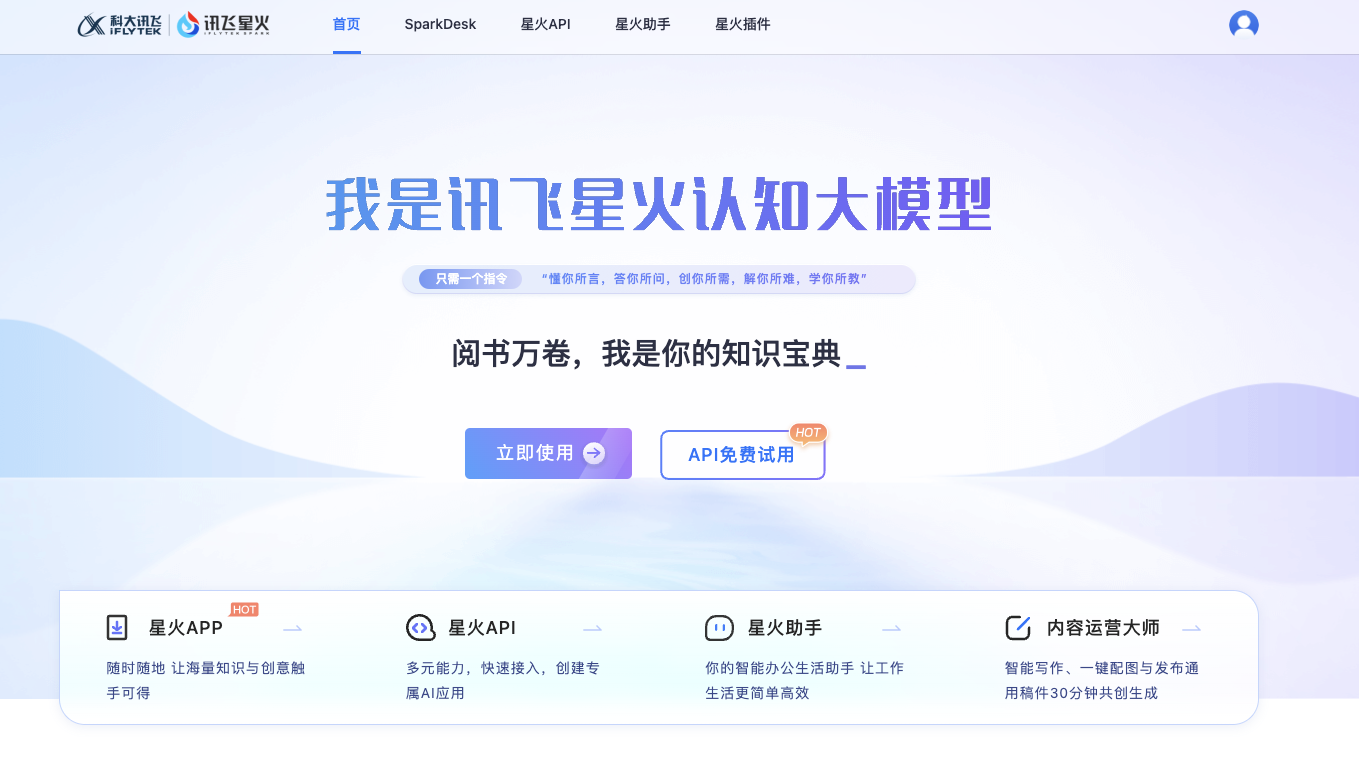 科大讯飞 iFLYTEK 讯飞星火 IFLYTEK SPARK 首页 SparkDesk 星火API 星火助手 星火插件
我是讯飞星火认知大模型
只需一个指令 “懂你所言，答你所问，创你所需，解你所难，学你所教”
阅书万卷，我是你的知识宝典_
立即使用 API免费试用 HOT
星火APP HOT
随时随地 让海量知识与创意触
手可得
星火API
多元能力，快速接入，创建专
属AI应用
星火助手
你的智能办公生活助手 让工作
生活更简单高效
内容运营大师
智能写作、一键配图与发布通
用稿件30分钟共创生成